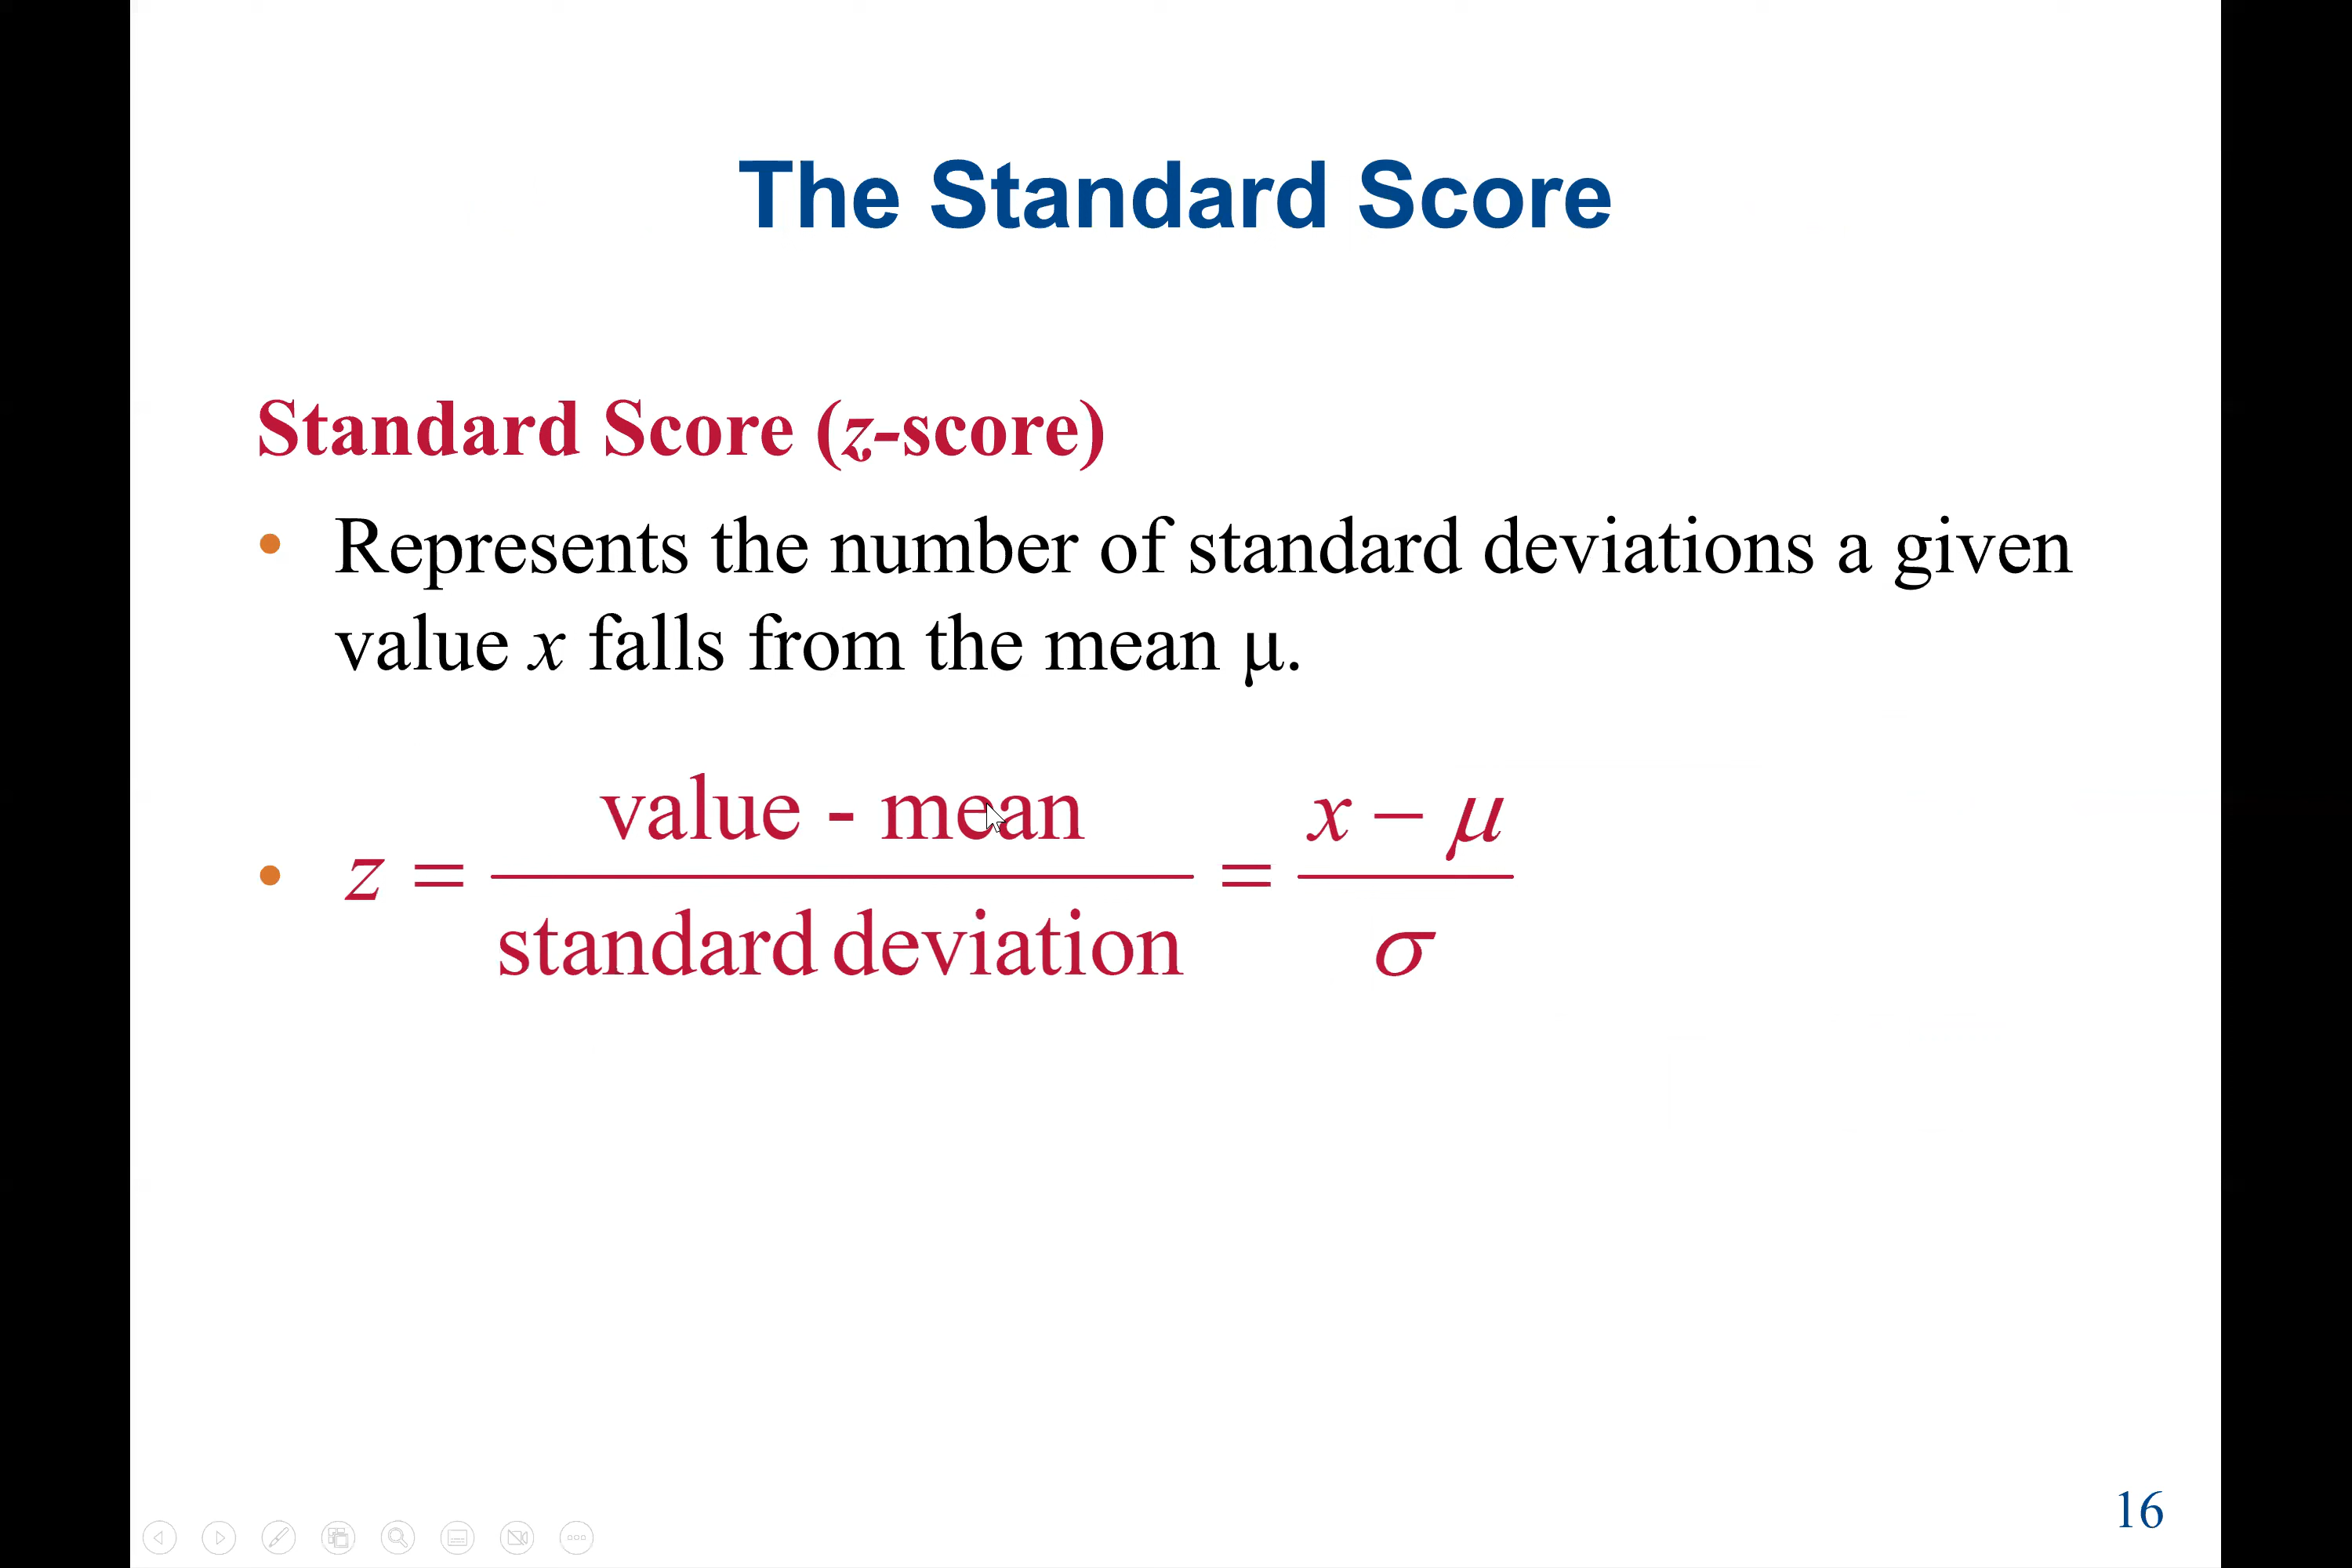 The Standard Score
Standard Score (z-score)
• Represents the number of standard deviations a given
value x falls from the mean μ.
• z = value - mean / standard deviation = x − μ / σ
16